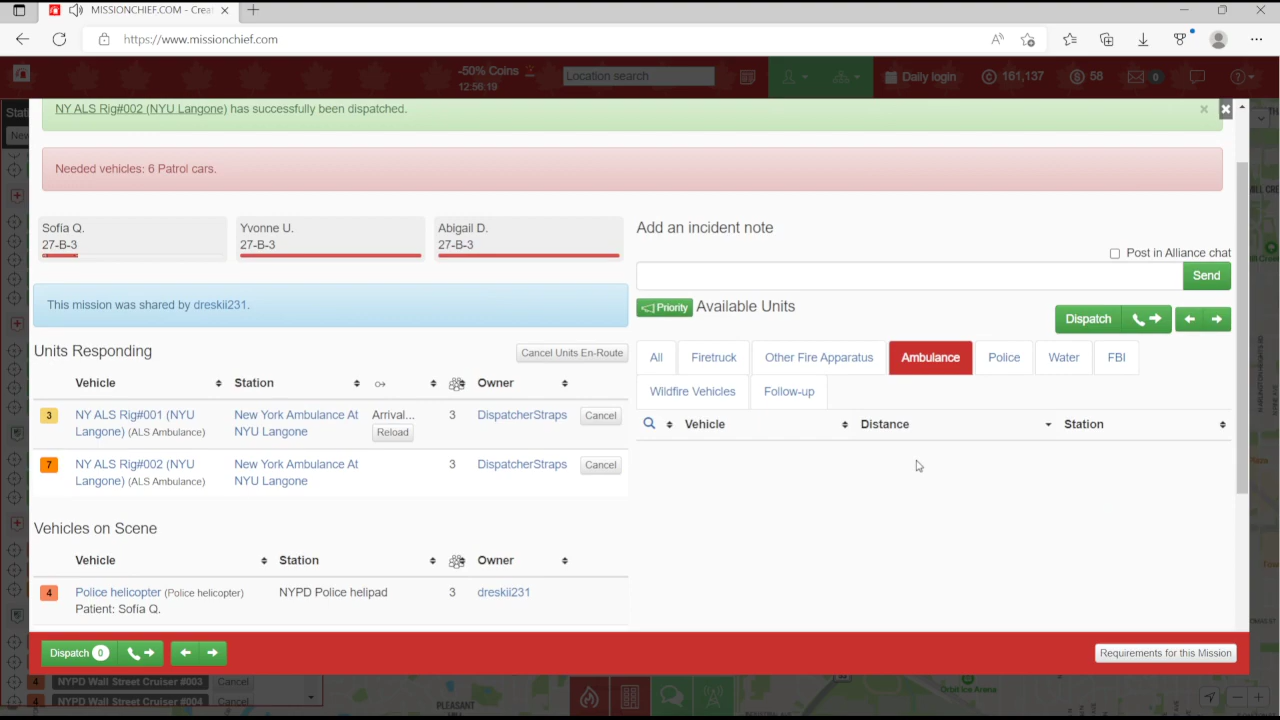 MISSIONCHIEF.COM - Crea
https://www.missionchief.com
-50% Coins
12:56:19
Location search
Daily login
161,137
58
0
NY ALS Rig#002 (NYU Langone) has successfully been dispatched.
Needed vehicles: 6 Patrol cars.
Sofia Q.
27-B-3
Yvonne U.
27-B-3
Abigail D.
27-B-3
Add an incident note
Post in Alliance chat
Send
This mission was shared by dreskii231.
Priority
Available Units
Dispatch
Units Responding
Cancel Units En-Route
All
Firetruck
Other Fire Apparatus
Ambulance
Police
Water
FBI
Wildfire Vehicles
Follow-up
Vehicle
Station
Owner
Vehicle
Distance
Station
3
NY ALS Rig#001 (NYU
Langone) (ALS Ambulance)
New York Ambulance At
NYU Langone
Arrival...
Reload
3
DispatcherStraps
Cancel
7
NY ALS Rig#002 (NYU
Langone) (ALS Ambulance)
New York Ambulance At
NYU Langone
3
DispatcherStraps
Cancel
Vehicles on Scene
Vehicle
Station
Owner
4
Police helicopter (Police helicopter)
Patient: Sofia Q.
NYPD Police helipad
3
dreskii231
Dispatch 0
Requirements for this Mission
4
NYPD Wall Street Cruiser #003
Cancel
4
NYPD Wall Street Cruiser #004
Cancel
PLEASANT
Orbit Ice Arena